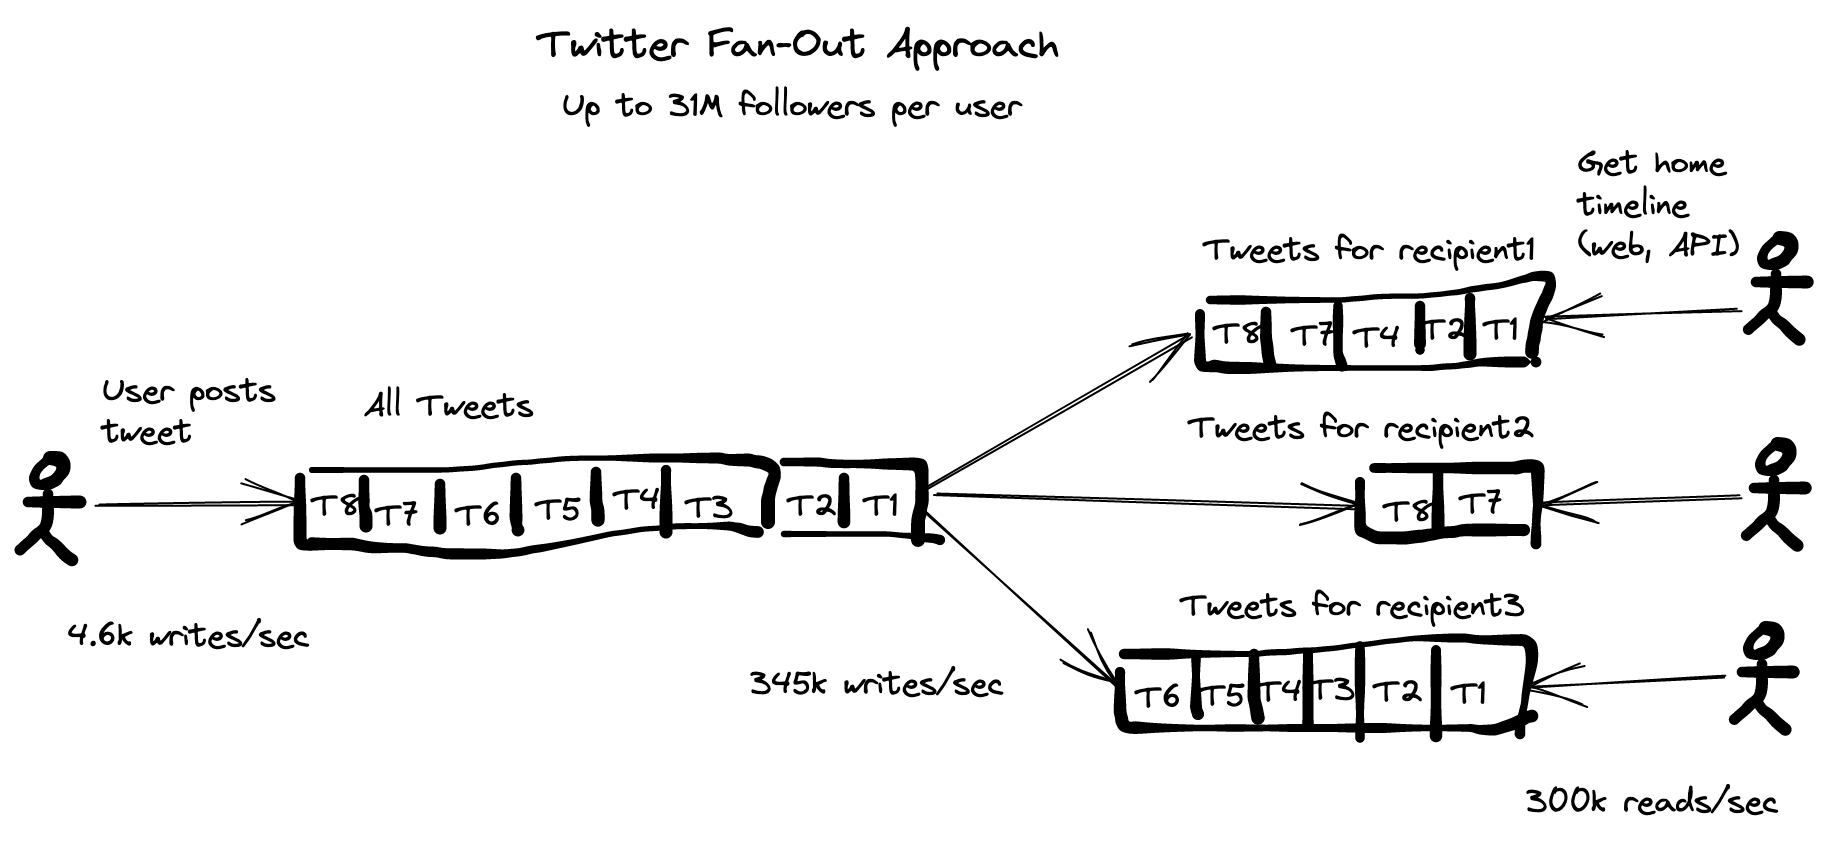 Twitter Fan-Out Approach
Up to 31M followers per user
Get home
timeline
(web, API)
Tweets for recipient1
T8 T7 T4 T2 T1
User posts
tweet
All Tweets
T8 T7 T6 T5 T4 T3 T2 T1
Tweets for recipient2
T8 T7
4.6k writes/sec
345k writes/sec
Tweets for recipient3
T6 T5 T4 T3 T2 T1
300k reads/sec